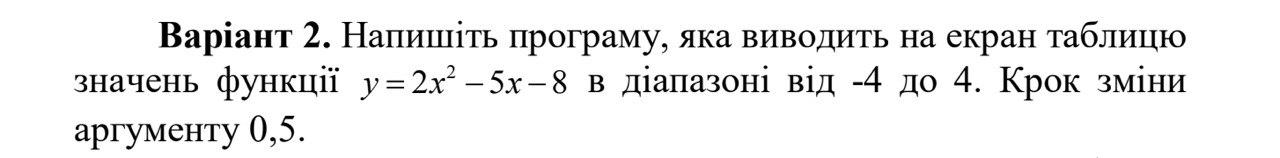 Варіант 2. Напишіть програму, яка виводить на екран таблицю
значень функції y = 2x² − 5x − 8 в діапазоні від -4 до 4. Крок зміни
аргументу 0,5.